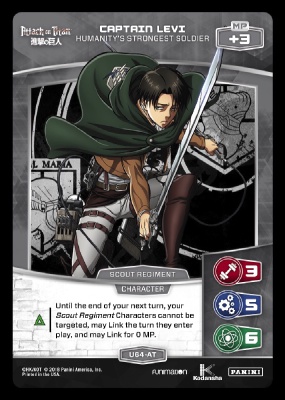 Attack on Titan
進撃の巨人
CAPTAIN LEVI
HUMANITY'S STRONGEST SOLDIER
MP
+3
AL MARIA
SCOUT REGIMENT
CHARACTER
Until the end of your next turn, your
Scout Regiment Characters cannot be
targeted, may Link the turn they enter
play, and may Link for 0 MP.
3
5
6
U64-AT
©HK/AOT ©2019 Panini America, Inc.
Printed in the USA.
FUNIMATION
Kodansha
PANINI